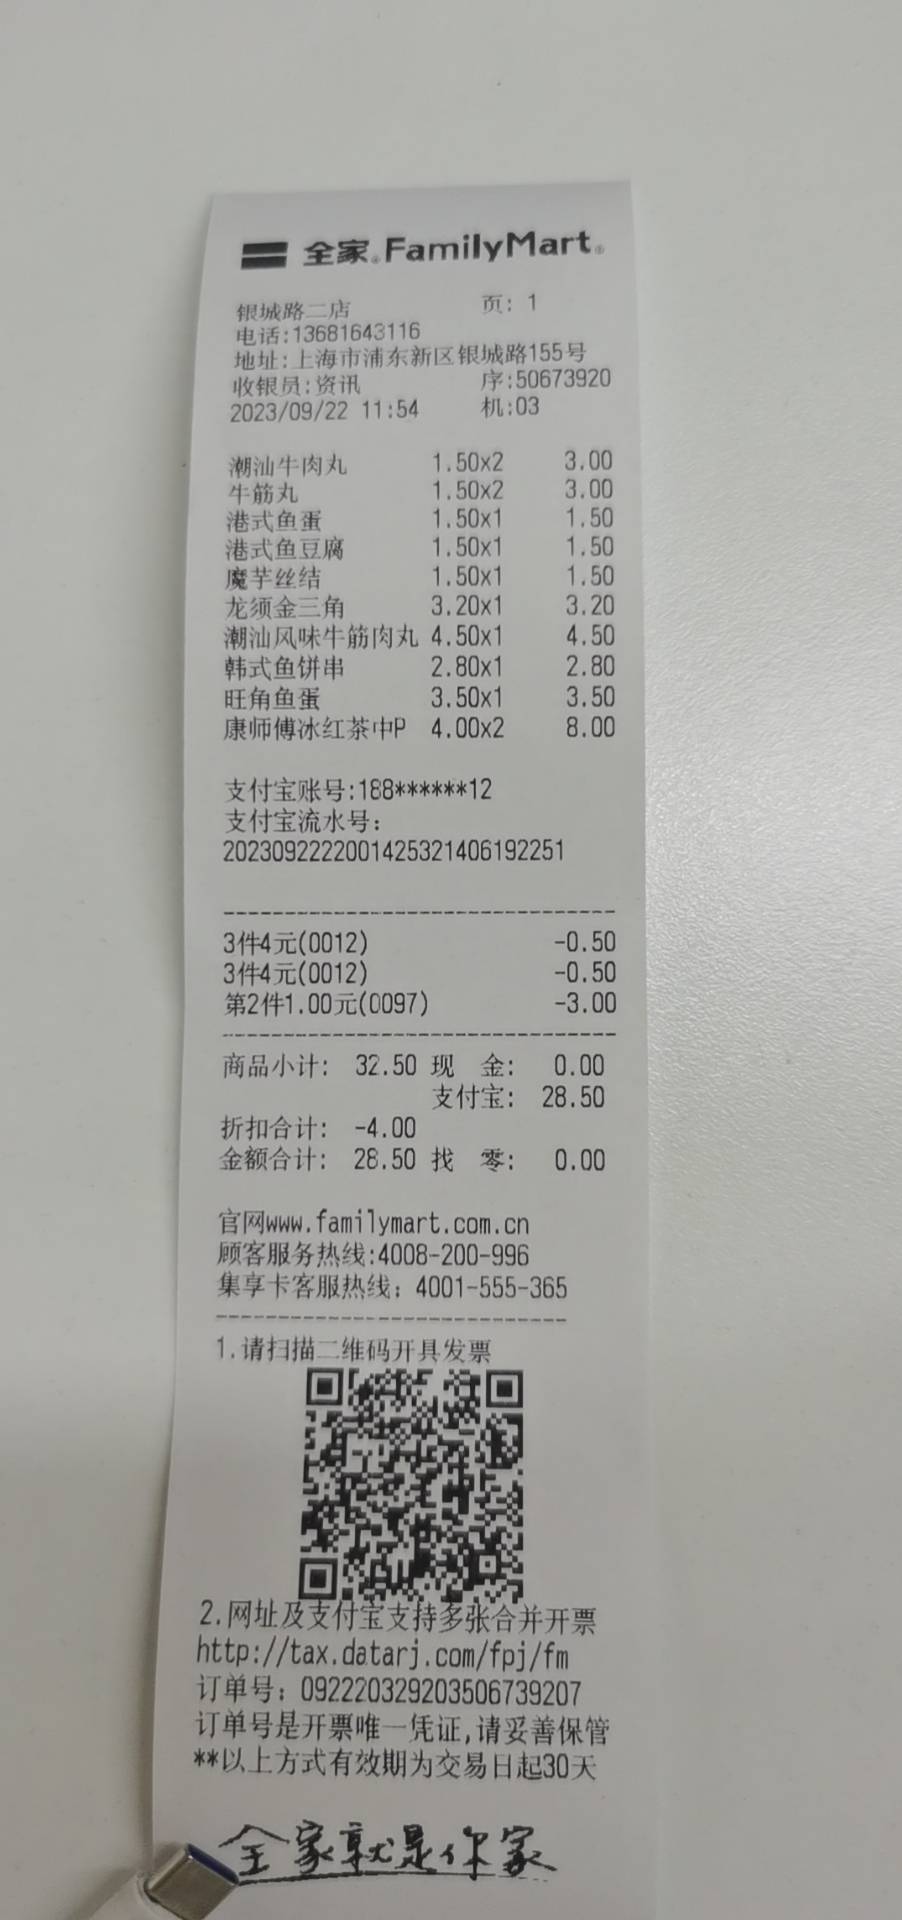 全家®FamilyMart®
银城路二店 页: 1
电话:13681643116
地址:上海市浦东新区银城路155号
收银员:资讯 序:50673920
2023/09/22 11:54 机:03
潮汕牛肉丸 1.50x2 3.00
牛筋丸 1.50x2 3.00
港式鱼蛋 1.50x1 1.50
港式鱼豆腐 1.50x1 1.50
魔芋丝结 1.50x1 1.50
龙须金三角 3.20x1 3.20
潮汕风味牛筋肉丸 4.50x1 4.50
韩式鱼饼串 2.80x1 2.80
旺角鱼蛋 3.50x1 3.50
康师傅冰红茶中P 4.00x2 8.00
支付宝账号:188******12
支付宝流水号:
2023092222001425321406192251
3件4元(0012) -0.50
3件4元(0012) -0.50
第2件1.00元(0097) -3.00
商品小计: 32.50 现 金: 0.00
支付宝: 28.50
折扣合计: -4.00
金额合计: 28.50 找 零: 0.00
官网www.familymart.com.cn
顾客服务热线:4008-200-996
集享卡客服热线: 4001-555-365
1.请扫描二维码开具发票
2.网址及支付宝支持多张合并开票
http://tax.datarj.com/fpj/fm
订单号: 092220329203506739207
订单号是开票唯一凭证,请妥善保管
**以上方式有效期为交易日起30天
全家就是你家